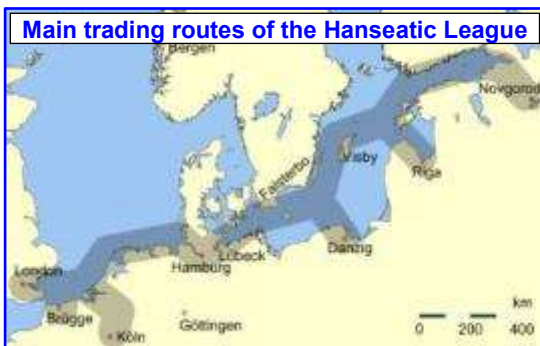 Main trading routes of the Hanseatic League
Bergen
Novgorod
Visby
Falsterbo
Riga
Danzig
Lübeck
Hamburg
London
Brügge
Köln
Göttingen
km
0 200 400